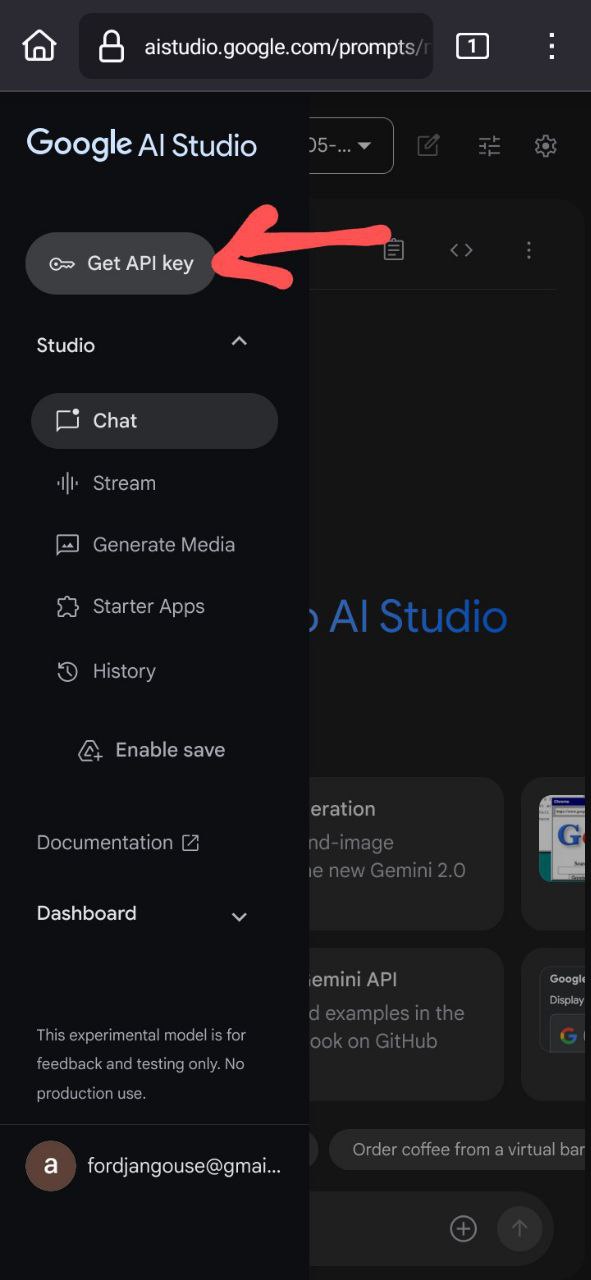 aistudio.google.com/prompts/
1
Google AI Studio
05-...
Get API key
Studio
Chat
Stream
Generate Media
Starter Apps
AI Studio
History
Enable save
eration
Documentation
nd-image
he new Gemini 2.0
Dashboard
Gemini API
Google
d examples in the
Display
ook on GitHub
This experimental model is for
feedback and testing only. No
production use.
Order coffee from a virtual bar
a
fordjangouse@gmai...